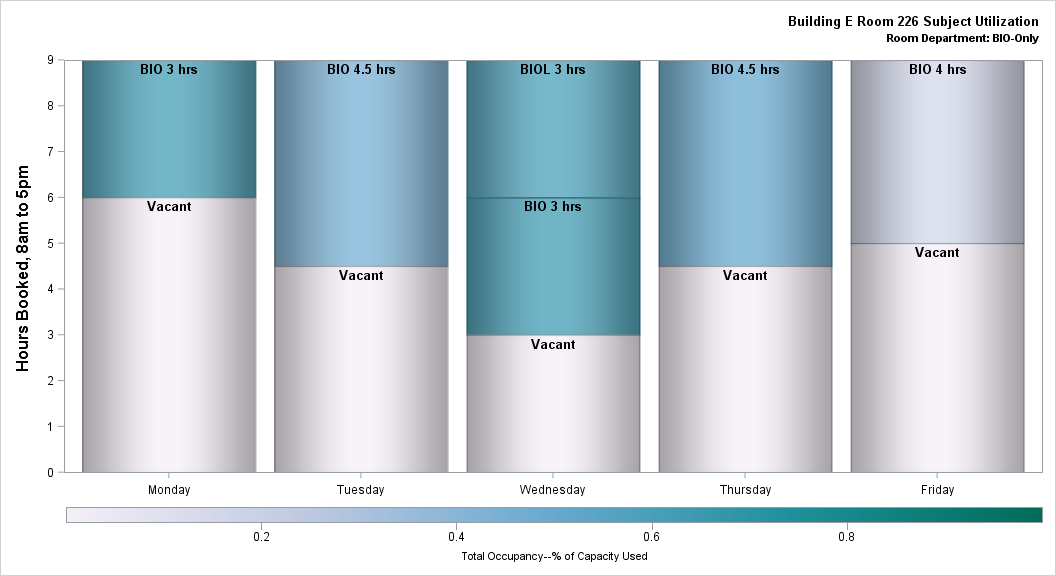 Building E Room 226 Subject Utilization
Room Department: BIO-Only
Hours Booked, 8am to 5pm
9
8
7
6
5
4
3
2
1
0
BIO 3 hrs
Vacant
BIO 4.5 hrs
Vacant
BIOL 3 hrs
BIO 3 hrs
Vacant
BIO 4.5 hrs
Vacant
BIO 4 hrs
Vacant
Monday Tuesday Wednesday Thursday Friday
0.2 0.4 0.6 0.8
Total Occupancy--% of Capacity Used